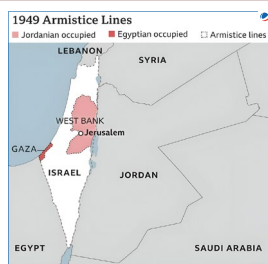 1949 Armistice Lines
Jordanian occupied Egyptian occupied Armistice lines
LEBANON
SYRIA
WEST BANK
Jerusalem
GAZA
ISRAEL
JORDAN
EGYPT
SAUDI ARABIA